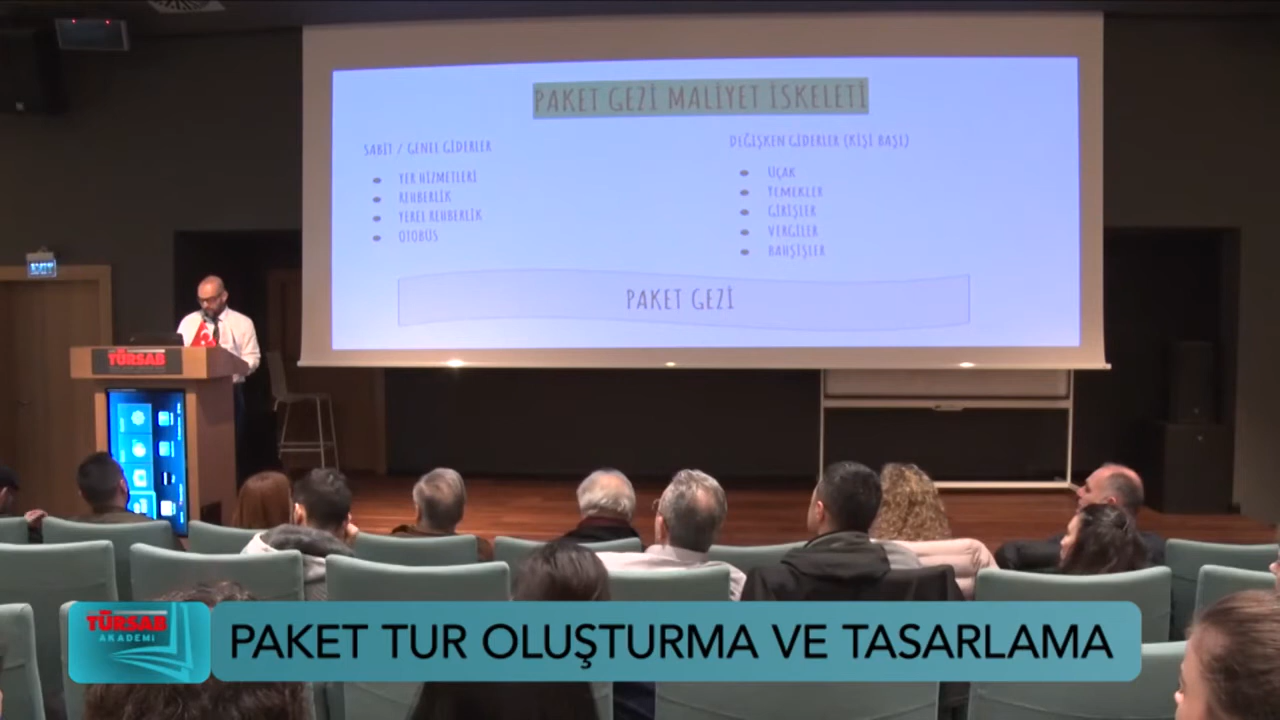 PAKET GEZİ MALİYET İSKELETİ
SABİT / GENEL GİDERLER
YER HİZMETLERİ
REHBERLİK
YEREL REHBERLİK
OTOBÜS
DEĞİŞKEN GİDERLER (KİŞİ BAŞI)
UÇAK
YEMEKLER
GİRİŞLER
VERGİLER
BAHŞİŞLER
PAKET GEZİ
EXIT
TÜRSAB
TÜRSAB
AKADEMİ
PAKET TUR OLUŞTURMA VE TASARLAMA